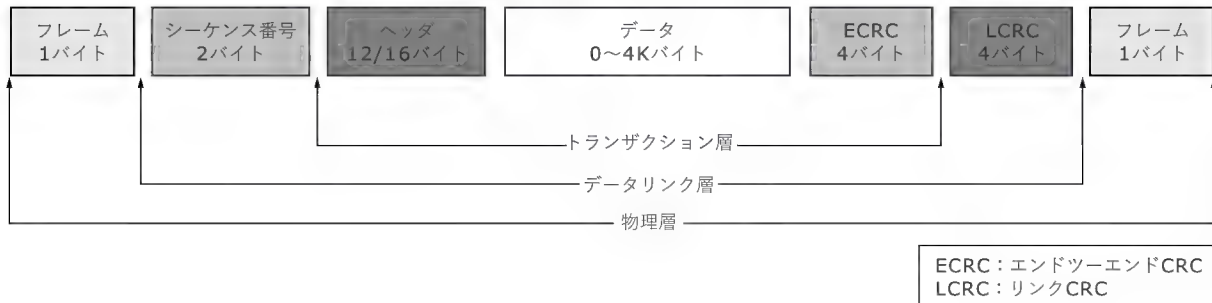 フレーム
1バイト
シーケンス番号
2バイト
ヘッダ
12/16バイト
データ
0〜4Kバイト
ECRC
4バイト
LCRC
4バイト
フレーム
1バイト
トランザクション層
データリンク層
物理層
ECRC：エンドツーエンドCRC
LCRC：リンクCRC